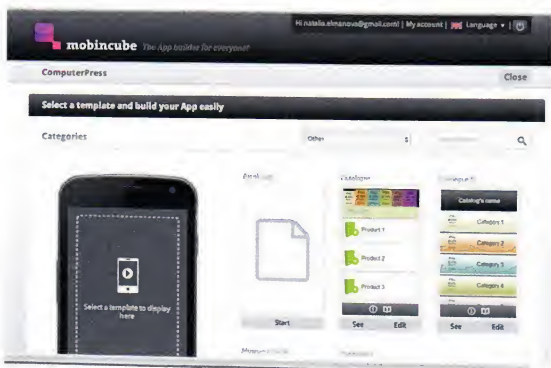 Hi natalia.elmanova@gmail.com! | My account | Language
mobincube The App builder for everyone!
ComputerPress
Close
Select a template and build your App easily
Categories
Other
Catalogue
Start
Product 1
Product 2
Product 3
See Edit
Catalog's name
Category 1
Category 2
Category 3
Category 4
See Edit
Select a template to display
here